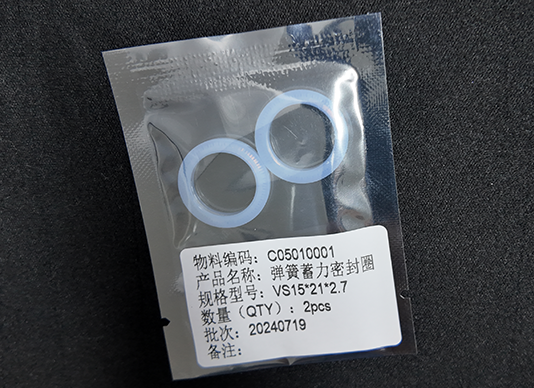 物料编码：C05010001
产品名称：弹簧蓄力密封圈
规格型号：VS15*21*2.7
数量（QTY）：2pcs
批次：20240719
备注：